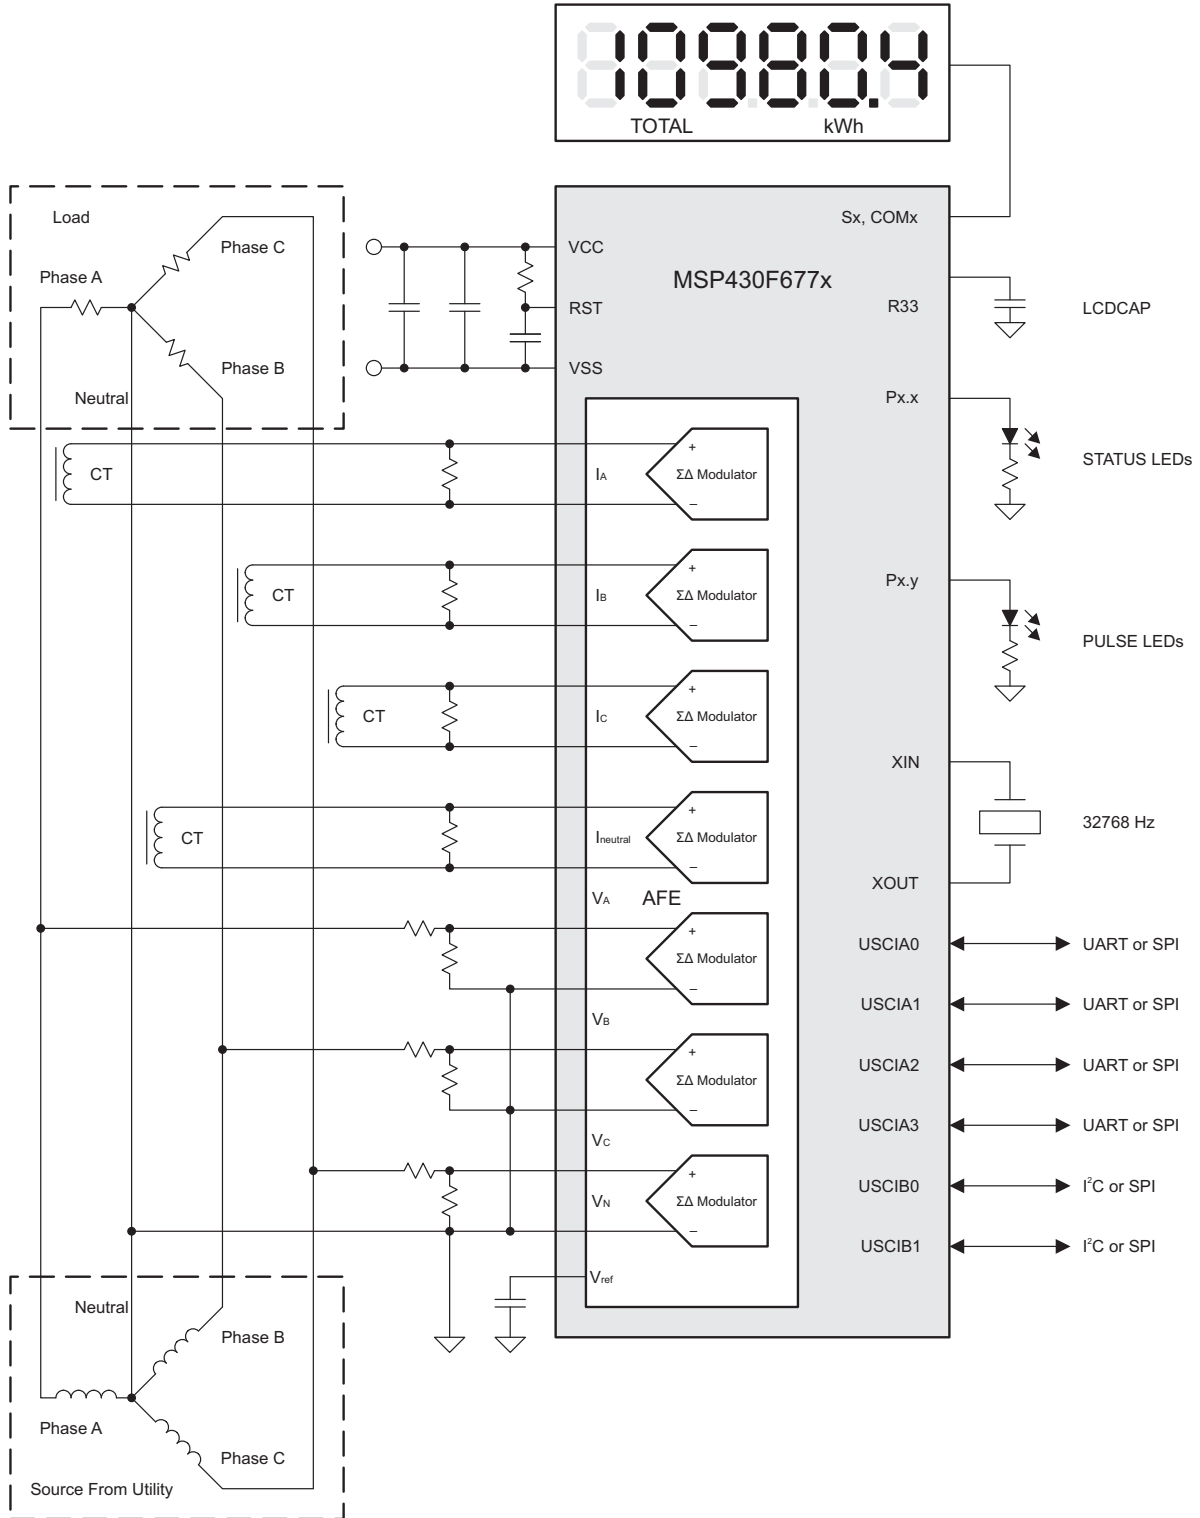 10980.4
TOTAL kWh
Load
Phase C
Phase A
Phase B
Neutral
VCC
RST
VSS
MSP430F677x
Sx, COMx
R33
LCDCAP
Px.x
STATUS LEDs
CT
IA
+
ΣΔ Modulator
–
CT
IB
+
ΣΔ Modulator
–
Px.y
PULSE LEDs
CT
IC
+
ΣΔ Modulator
–
XIN
32768 Hz
XOUT
CT
Ineutral
+
ΣΔ Modulator
–
VA AFE
+
ΣΔ Modulator
–
VB
+
ΣΔ Modulator
–
VC
VN
+
ΣΔ Modulator
–
Vref
USCIA0 UART or SPI
USCIA1 UART or SPI
USCIA2 UART or SPI
USCIA3 UART or SPI
USCIB0 I²C or SPI
USCIB1 I²C or SPI
Neutral
Phase B
Phase A
Phase C
Source From Utility